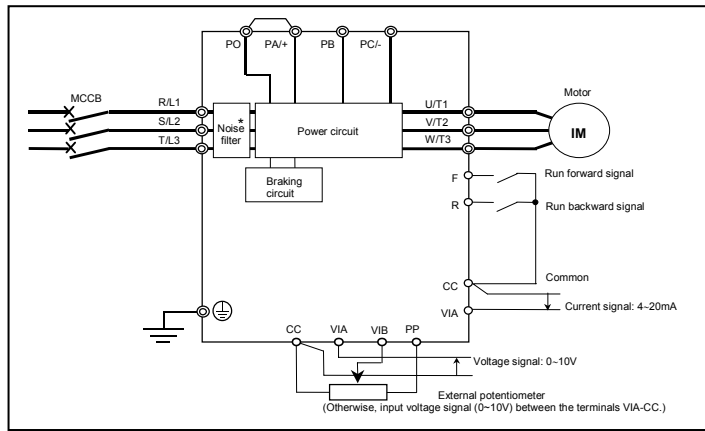 PO PA/+ PB PC/-
MCCB
R/L1
S/L2
T/L3
Noise*
filter
Power circuit
Braking
circuit
U/T1
V/T2
W/T3
Motor
IM
F
Run forward signal
R
Run backward signal
CC
Common
VIA
Current signal: 4~20mA
CC VIA VIB PP
Voltage signal: 0~10V
External potentiometer
(Otherwise, input voltage signal (0~10V) between the terminals VIA-CC.)